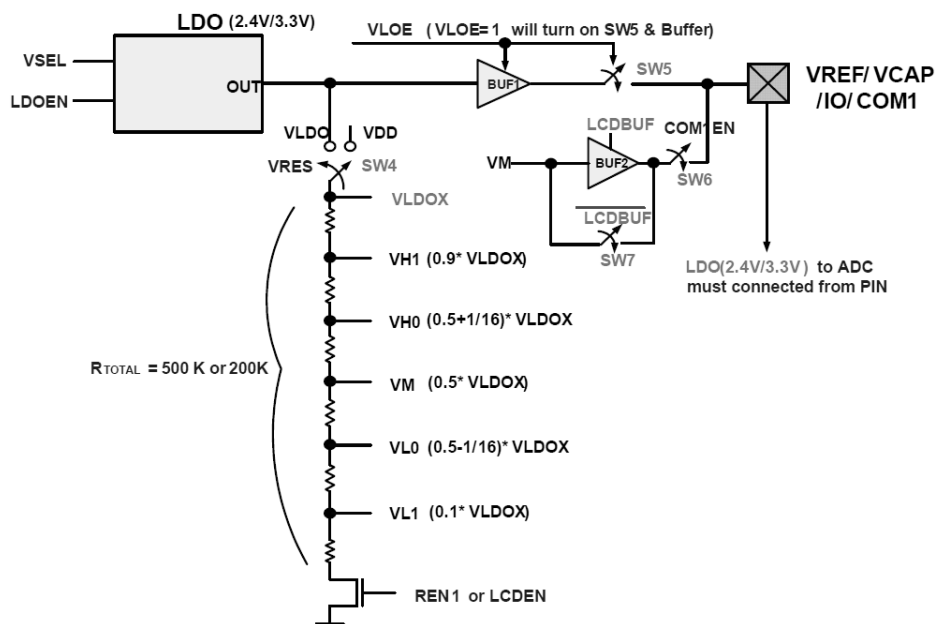 LDO (2.4V/3.3V)
VLOE ( VLOE= 1 will turn on SW5 & Buffer)
VSEL
LDOEN
OUT
BUF1
SW5
VREF/ VCAP
/IO/ COM1
VLDO
VDD
LCDBUF
COM1EN
VRES
SW4
VM
BUF2
SW6
VLDOX
LCDBUF
SW7
VH1 (0.9* VLDOX)
LDO(2.4V/3.3V) to ADC
must connected from PIN
VH0 (0.5+1/16)* VLDOX
RTOTAL = 500 K or 200K
VM (0.5* VLDOX)
VL0 (0.5-1/16)* VLDOX
VL1 (0.1* VLDOX)
REN1 or LCDEN